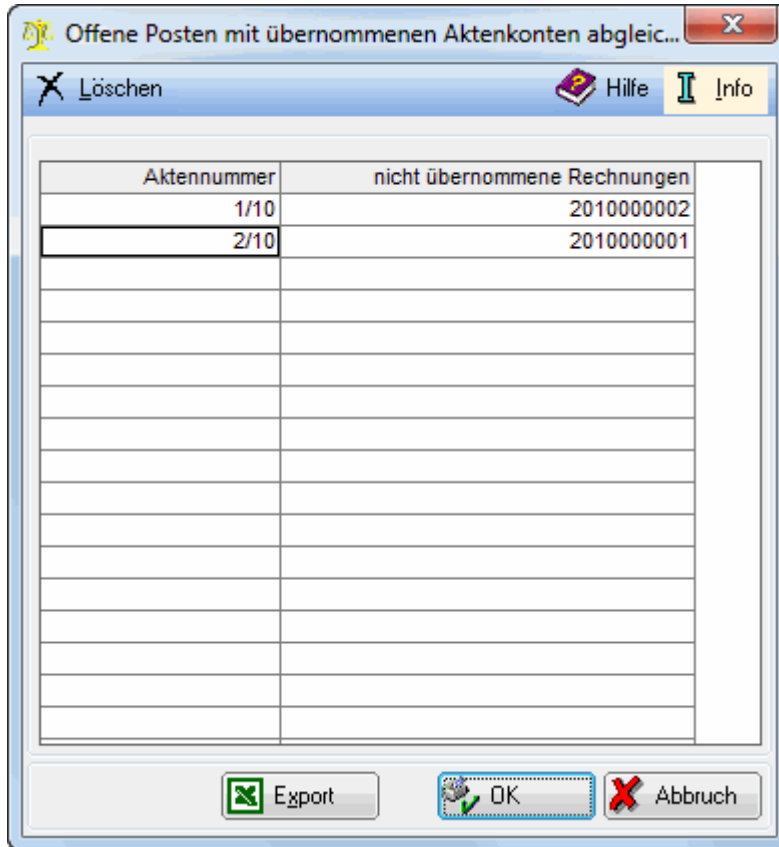 Offene Posten mit übernommenen Aktenkonten abgleic...
Löschen Hilfe Info
Aktennummer nicht übernommene Rechnungen
1/10 2010000002
2/10 2010000001
Export OK Abbruch